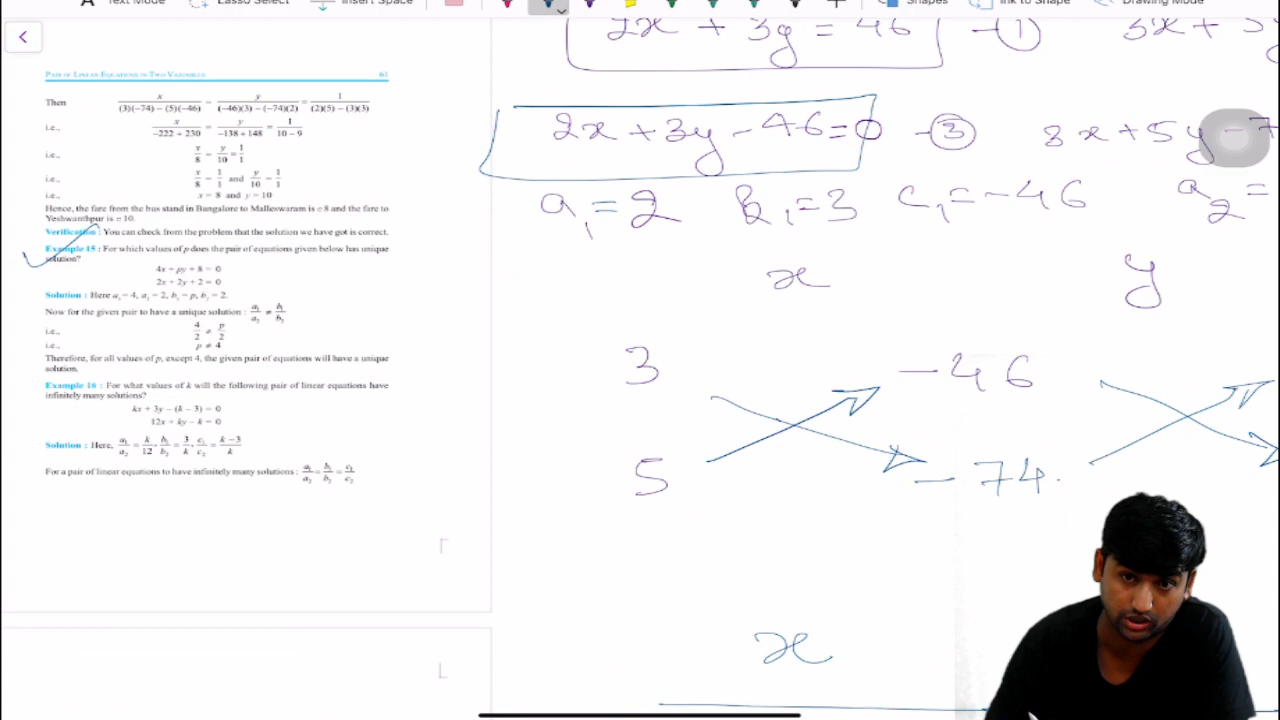 Text Mode Lasso Select Insert Space Shapes Ink to Shape Drawing Mode
PAIR OF LINEAR EQUATIONS IN TWO VARIABLES 61
Then x/((3)(–74) – (5)(–46)) = y/((–46)(3) – (–74)(2)) = 1/((2)(5) – (3)(3))
i.e., x/(–222 + 230) = y/(–138 + 148) = 1/(10 – 9)
i.e., x/8 = y/10 = 1/1
i.e., x/8 = 1/1 and y/10 = 1/1
i.e., x = 8 and y = 10
Hence, the fare from the bus stand in Bangalore to Malleswaram is ₹ 8 and the fare to
Yeshwanthpur is ₹ 10.
Verification : You can check from the problem that the solution we have got is correct.
Example 15 : For which values of p does the pair of equations given below has unique
solution?
4x + py + 8 = 0
2x + 2y + 2 = 0
Solution : Here a₁ = 4, a₂ = 2, b₁ = p, b₂ = 2.
Now for the given pair to have a unique solution : a₁/a₂ ≠ b₁/b₂
i.e., 4/2 ≠ p/2
i.e., p ≠ 4
Therefore, for all values of p, except 4, the given pair of equations will have a unique
solution.
Example 16 : For what values of k will the following pair of linear equations have
infinitely many solutions?
kx + 3y – (k – 3) = 0
12x + ky – k = 0
Solution : Here, a₁/a₂ = k/12, b₁/b₂ = 3/k, c₁/c₂ = (k – 3)/k
For a pair of linear equations to have infinitely many solutions : a₁/a₂ = b₁/b₂ = c₁/c₂
2x + 3y = 46 – ① 3x + 5y
2x + 3y – 46 = 0 – ③ 3x + 5y – 7
a₁ = 2 b₁ = 3 c₁ = – 46 a₂ =
x y
3 – 46
5 – 74
x